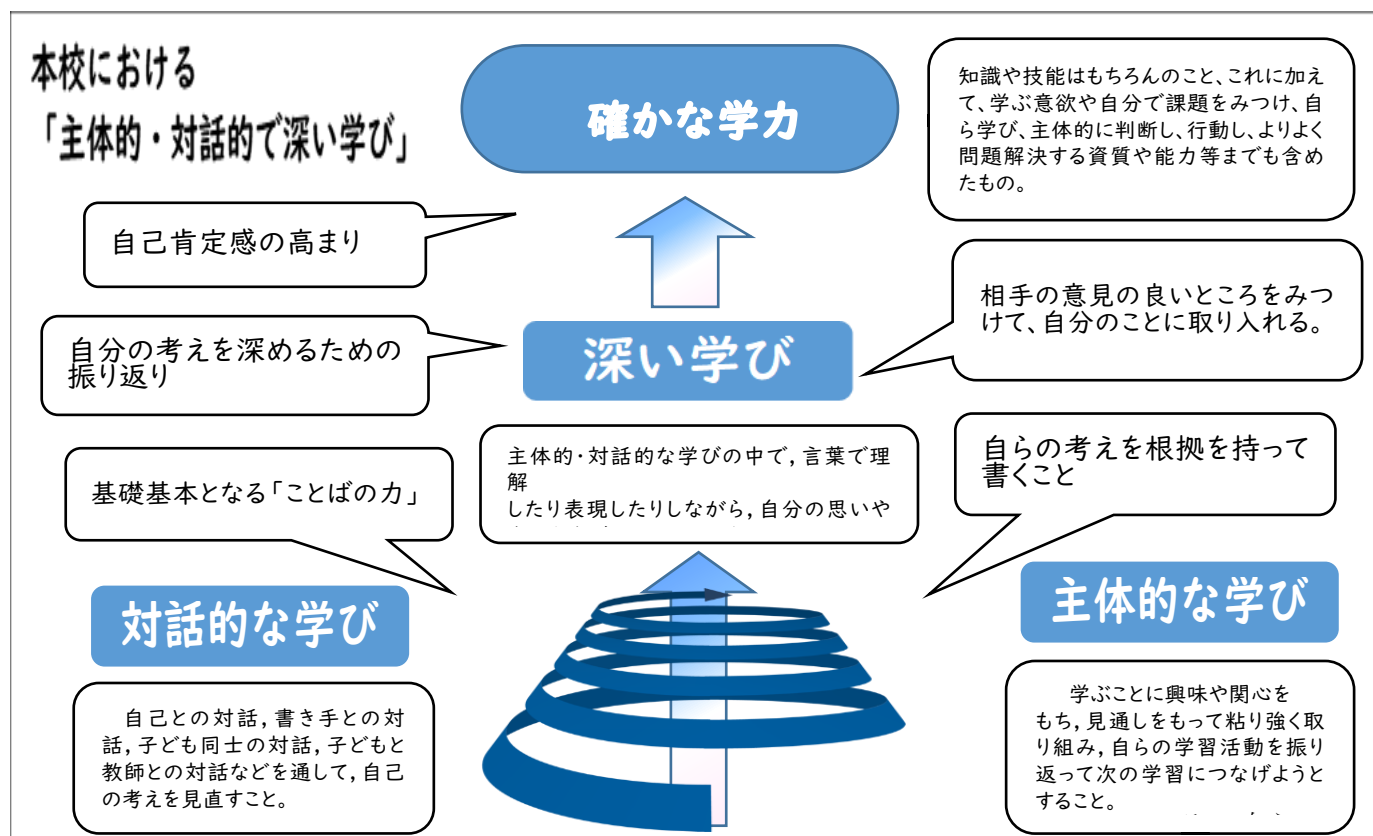 本校における
「主体的・対話的で深い学び」
確かな学力
知識や技能はもちろんのこと、これに加え
て、学ぶ意欲や自分で課題をみつけ、自
ら学び、主体的に判断し、行動し、よりよく
問題解決する資質や能力等までも含め
たもの。
自己肯定感の高まり
相手の意見の良いところをみつ
けて、自分のことに取り入れる。
自分の考えを深めるための
振り返り
深い学び
基礎基本となる「ことばの力」
主体的・対話的な学びの中で,言葉で理
解
したり表現したりしながら,自分の思いや
自らの考えを根拠を持って
書くこと
対話的な学び
主体的な学び
自己との対話,書き手との対
話,子ども同士の対話,子どもと
教師との対話などを通して,自己
の考えを見直すこと。
学ぶことに興味や関心を
もち,見通しをもって粘り強く取
り組み,自らの学習活動を振り
返って次の学習につなげようと
すること。